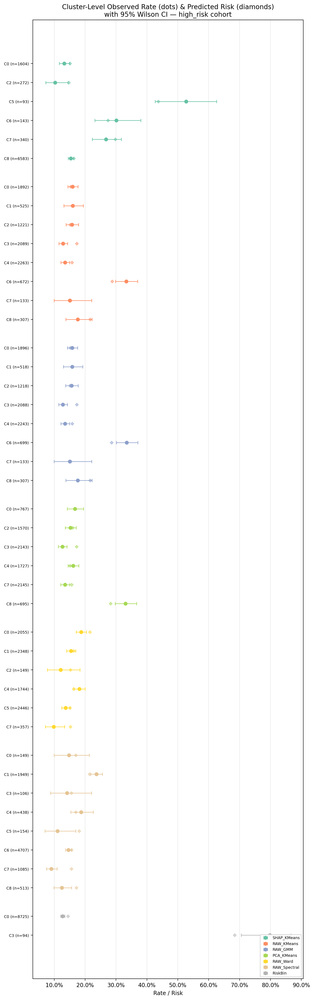 Cluster-Level Observed Rate (dots) & Predicted Risk (diamonds)
with 95% Wilson CI — high_risk cohort
C0 (n=1604)
C2 (n=272)
C5 (n=93)
C6 (n=143)
C7 (n=340)
C8 (n=6583)
C0 (n=1892)
C1 (n=525)
C2 (n=1221)
C3 (n=2089)
C4 (n=2263)
C6 (n=672)
C7 (n=133)
C8 (n=307)
C0 (n=1896)
C1 (n=518)
C2 (n=1218)
C3 (n=2088)
C4 (n=2243)
C6 (n=699)
C7 (n=133)
C8 (n=307)
C0 (n=767)
C2 (n=1570)
C3 (n=2143)
C4 (n=1727)
C7 (n=2145)
C8 (n=695)
C0 (n=2055)
C1 (n=2348)
C2 (n=149)
C4 (n=1744)
C5 (n=2446)
C7 (n=357)
C0 (n=149)
C1 (n=1949)
C3 (n=106)
C4 (n=438)
C5 (n=154)
C6 (n=4707)
C7 (n=1085)
C8 (n=513)
C0 (n=8725)
C3 (n=94)
SHAP_KMeans
RAW_KMeans
RAW_GMM
PCA_KMeans
RAW_Ward
RAW_Spectral
RiskBin
10.0% 20.0% 30.0% 40.0% 50.0% 60.0% 70.0% 80.0% 90.0%
Rate / Risk